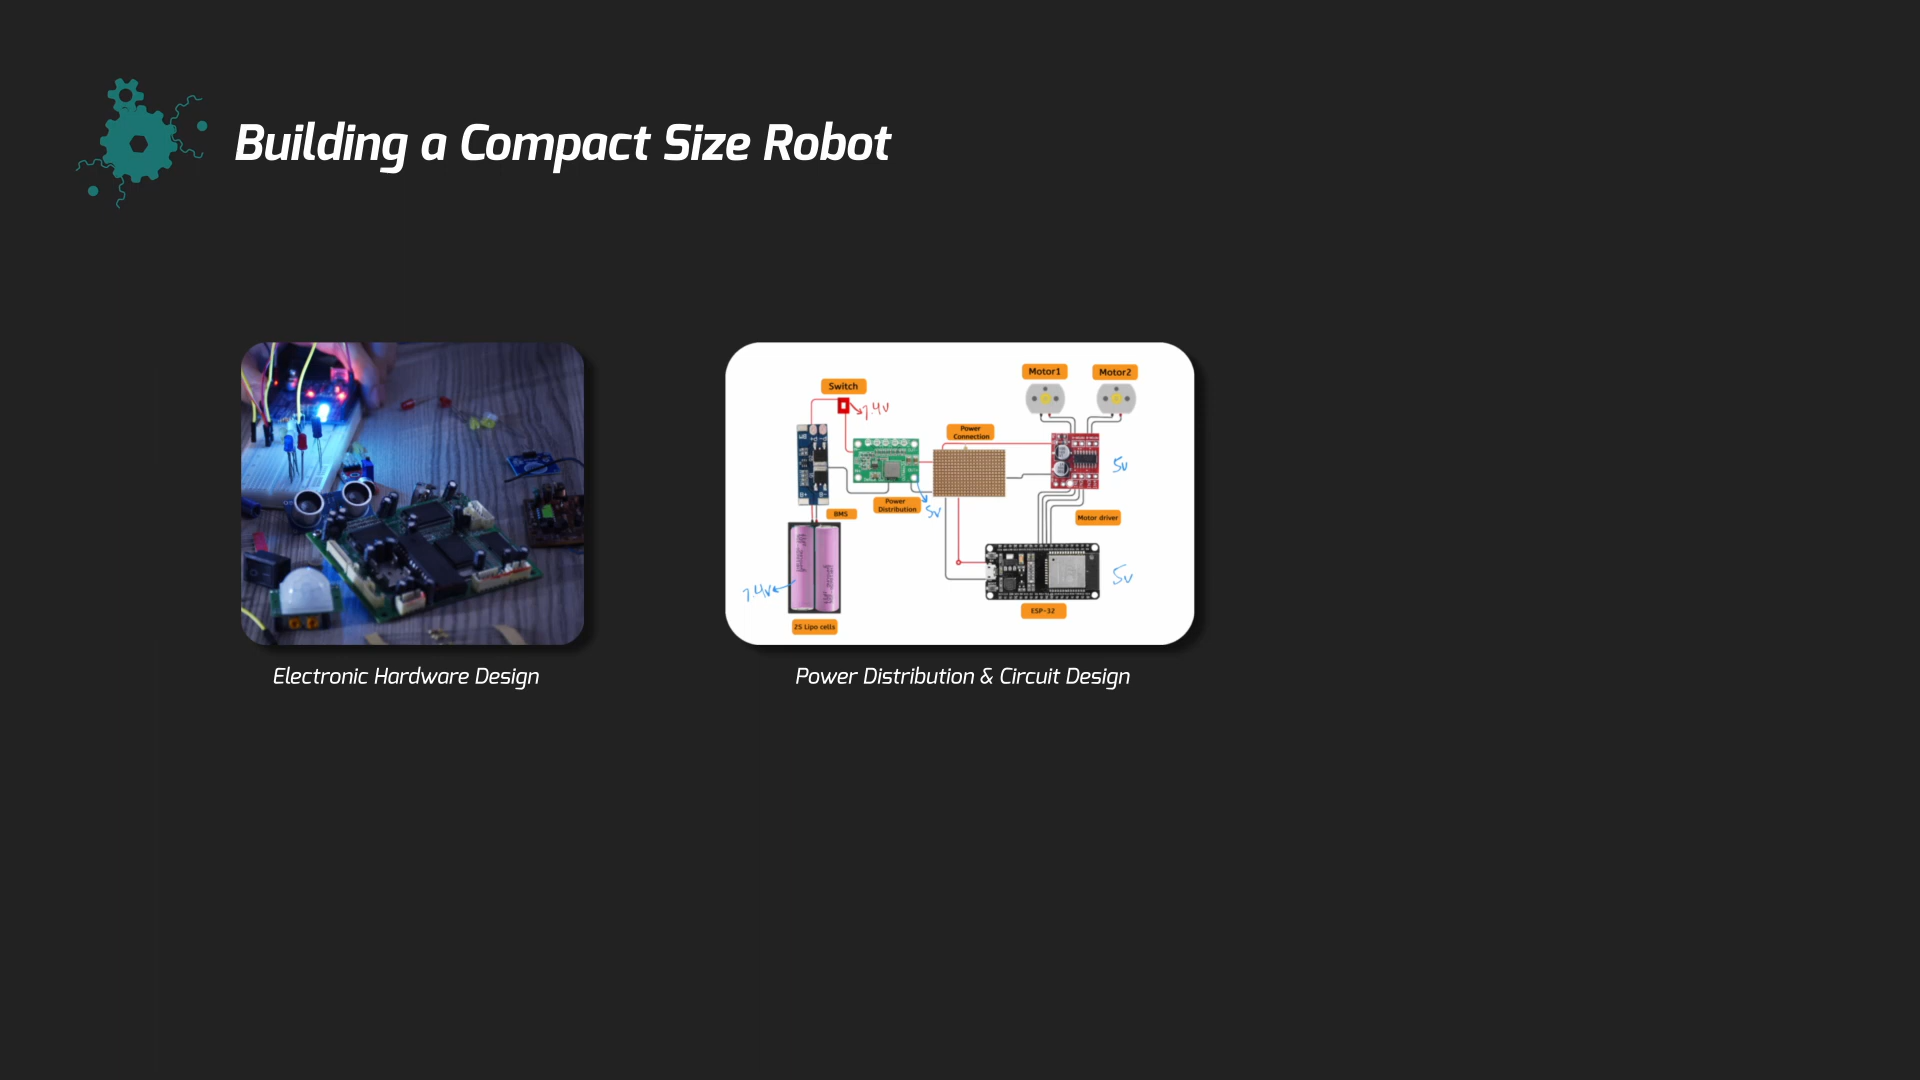 Building a Compact Size Robot
Motor1
Motor2
Switch
7.4v
Power
Connection
5v
Power
Distribution
5v
BMS
Motor driver
7.4v
5v
ESP-32
2S Lipo cells
Electronic Hardware Design
Power Distribution & Circuit Design